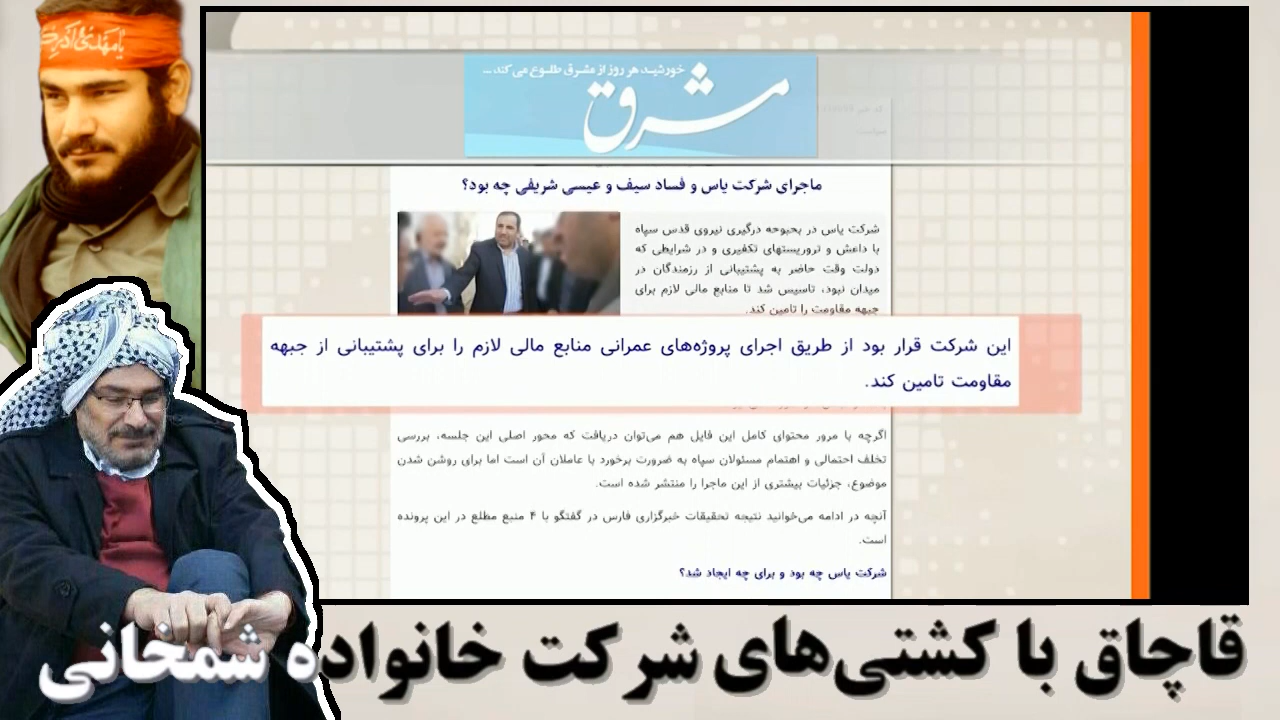 خورشید هر روز از مشرق طلوع می‌کند ...
مشرق
ماجرای شرکت یاس و فساد سیف و عیسی شریفی چه بود؟
شرکت یاس در بحبوحه درگیری نیروی قدس سپاه
با داعش و تروریستهای تکفیری و در شرایطی که
دولت وقت حاضر به پشتیبانی از رزمندگان در
میدان نبود، تاسیس شد تا منابع مالی لازم برای
جبهه مقاومت را تامین کند.
این شرکت قرار بود از طریق اجرای پروژه‌های عمرانی منابع مالی لازم را برای پشتیبانی از جبهه
مقاومت تامین کند.
اگرچه با مرور محتوای کامل این فایل هم می‌توان دریافت که محور اصلی این جلسه، بررسی
تخلف احتمالی و اهتمام مسئولان سپاه به ضرورت برخورد با عاملان آن است اما برای روشن شدن
موضوع، جزئیات بیشتری از این ماجرا را منتشر شده است.
آنچه در ادامه می‌خوانید نتیجه تحقیقات خبرگزاری فارس در گفتگو با ۴ منبع مطلع در این پرونده
است.
شرکت یاس چه بود و برای چه ایجاد شد؟
قاچاق با کشتی‌های شرکت خانواده شمخانی